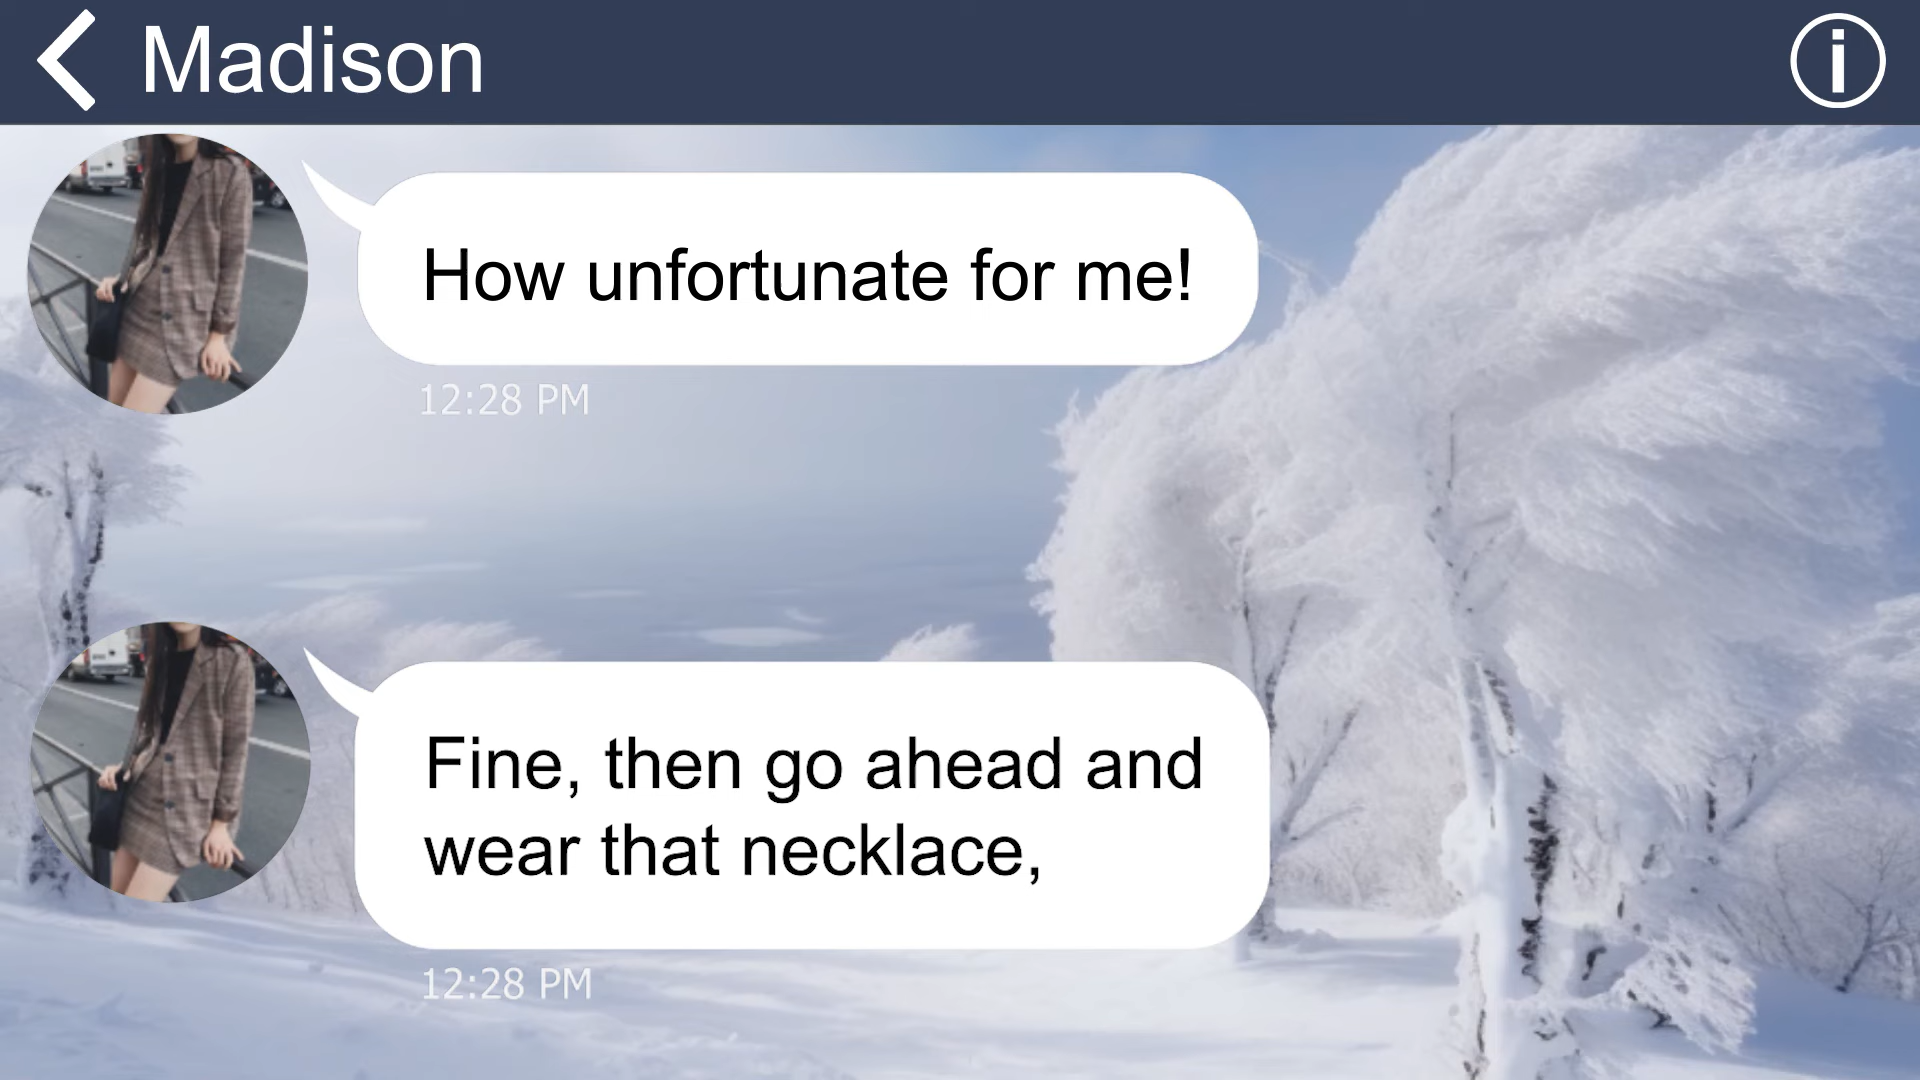 Madison
How unfortunate for me!
12:28 PM
Fine, then go ahead and
wear that necklace,
12:28 PM